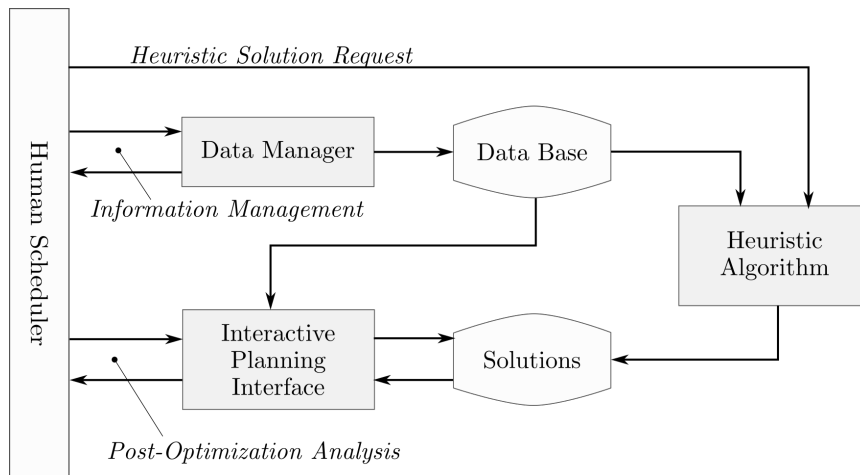 Heuristic Solution Request
Human Scheduler
Data Manager
Data Base
Information Management
Heuristic
Algorithm
Interactive
Planning
Interface
Solutions
Post-Optimization Analysis